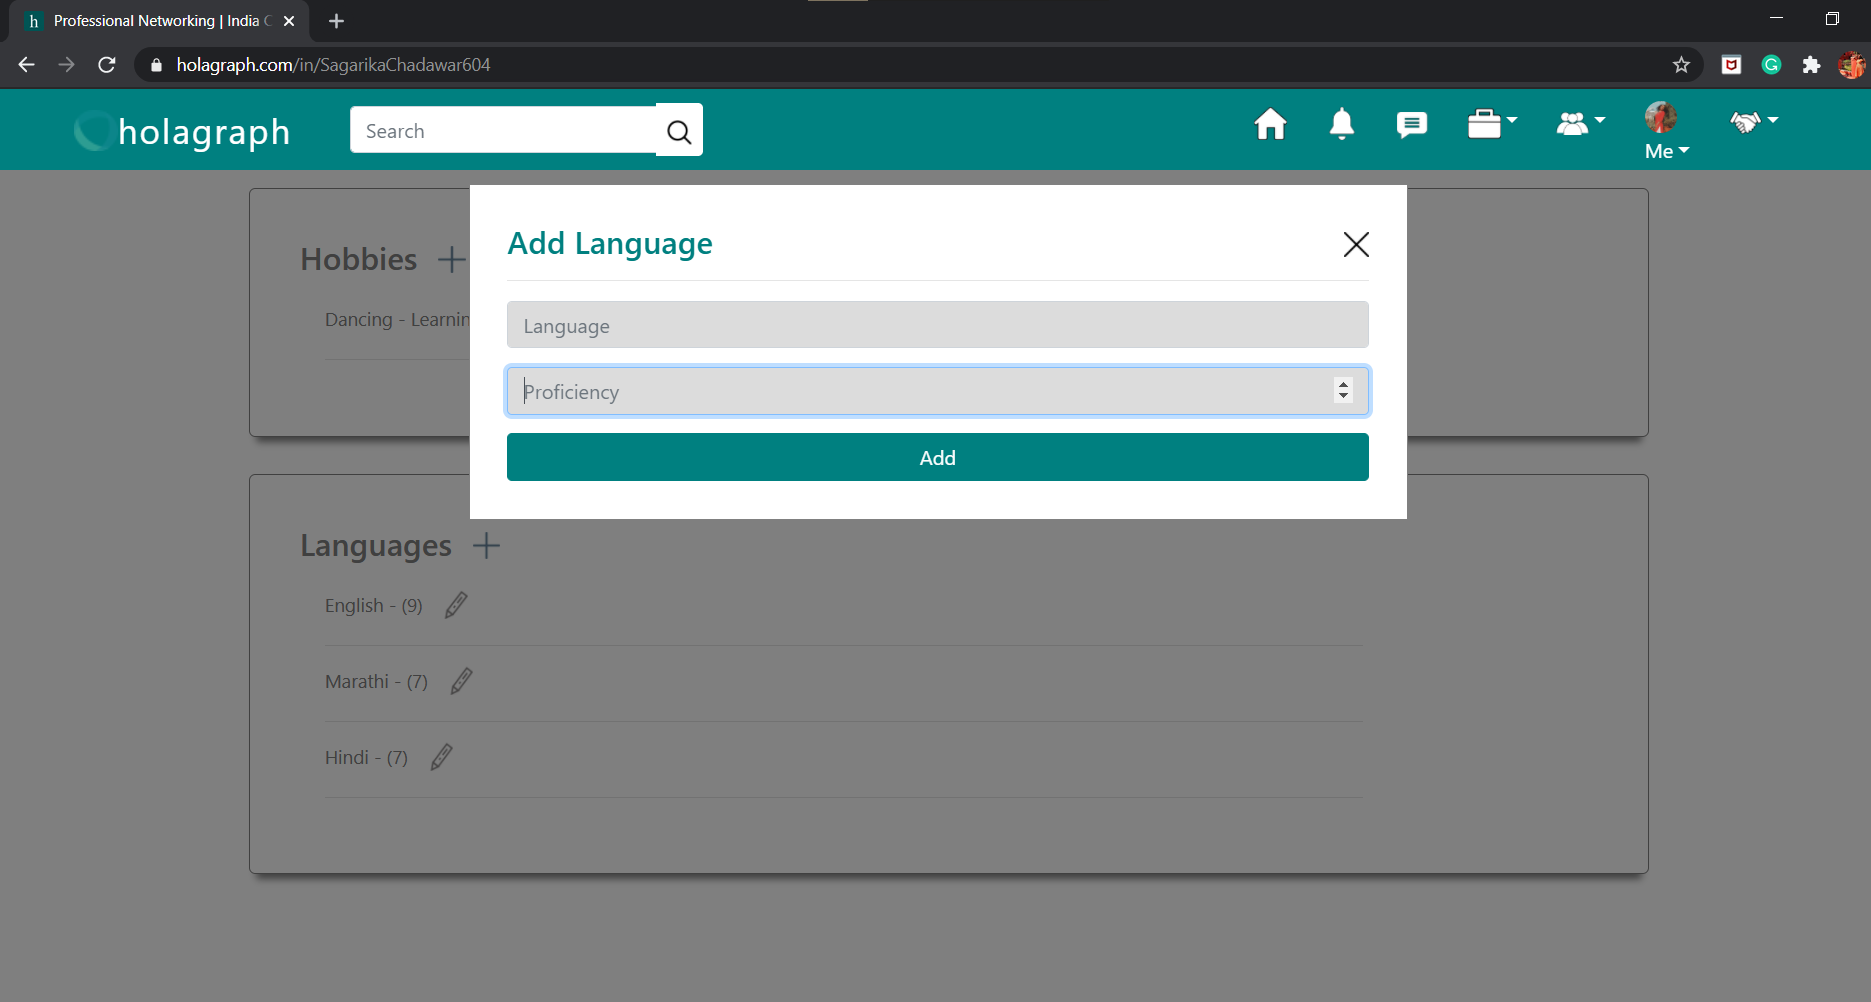 h Professional Networking | India
holagraph.com/in/SagarikaChadawar604
holagraph
Search
Me
Add Language
Hobbies
Language
Dancing -
Proficiency
Add
Languages
English - (9)
Marathi - (7)
Hindi - (7)